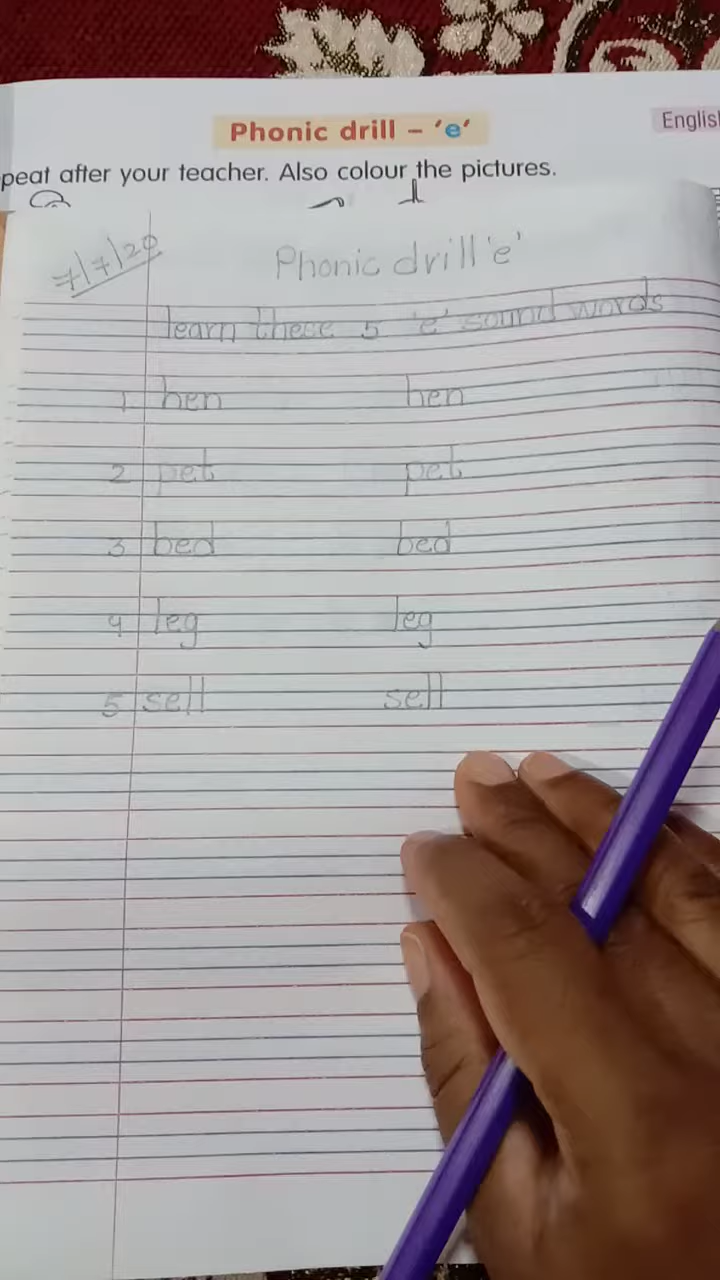 Phonic drill – 'e'
English
peat after your teacher. Also colour the pictures.
7/7/20
Phonic drill 'e'
learn these 5 'e' sound words
1 hen hen
2 pet pet
3 bed bed
4 leg leg
5 sell sell